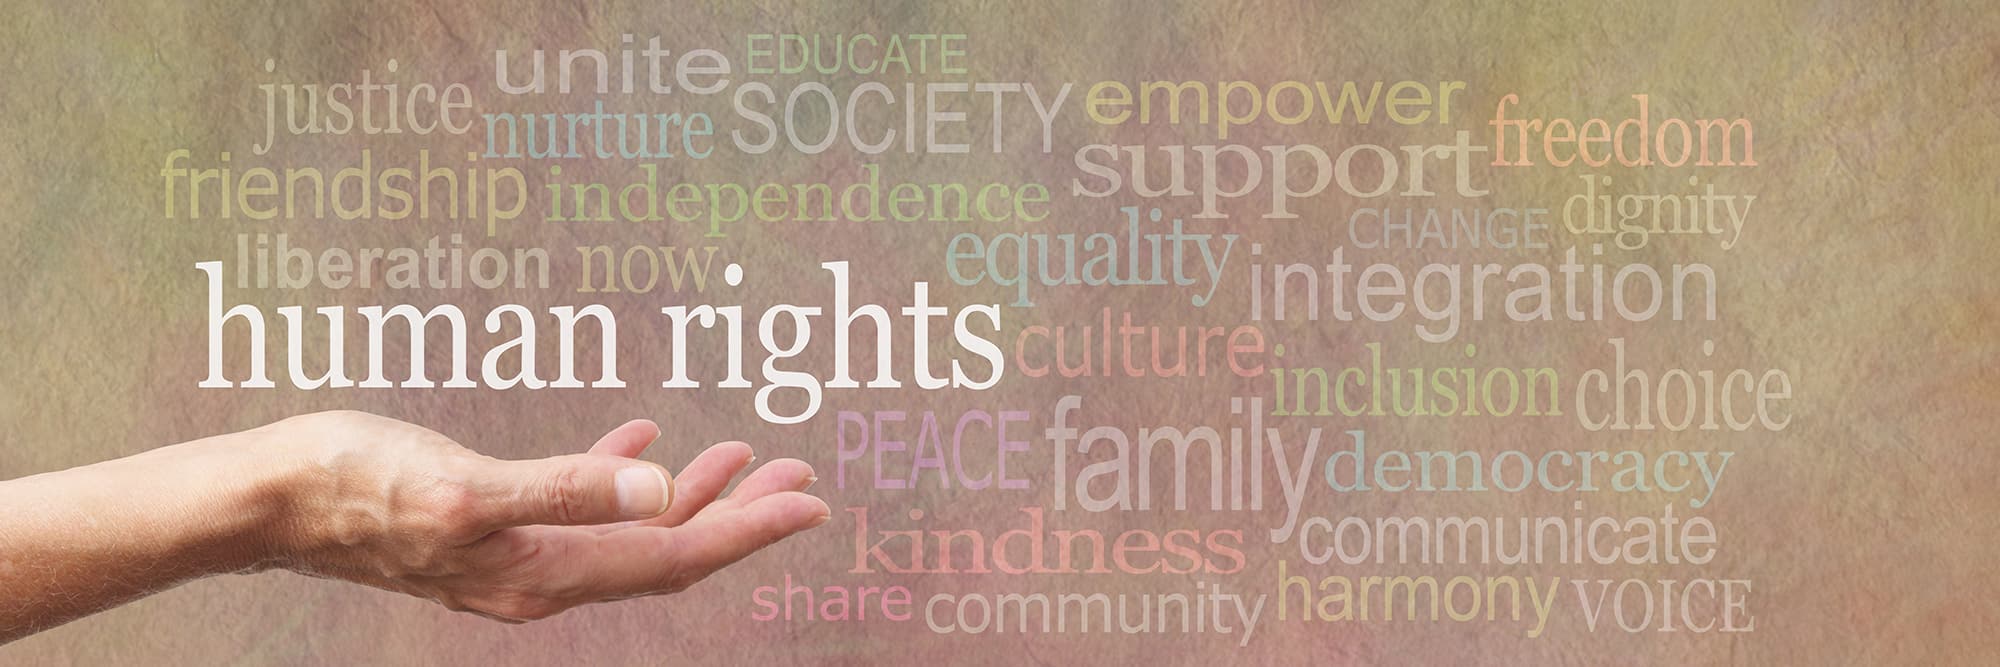 unite EDUCATE
justice nurture SOCIETY empower freedom
friendship independence support dignity
liberation now equality CHANGE integration
human rights culture
inclusion choice
PEACE family democracy
kindness communicate
share community harmony VOICE